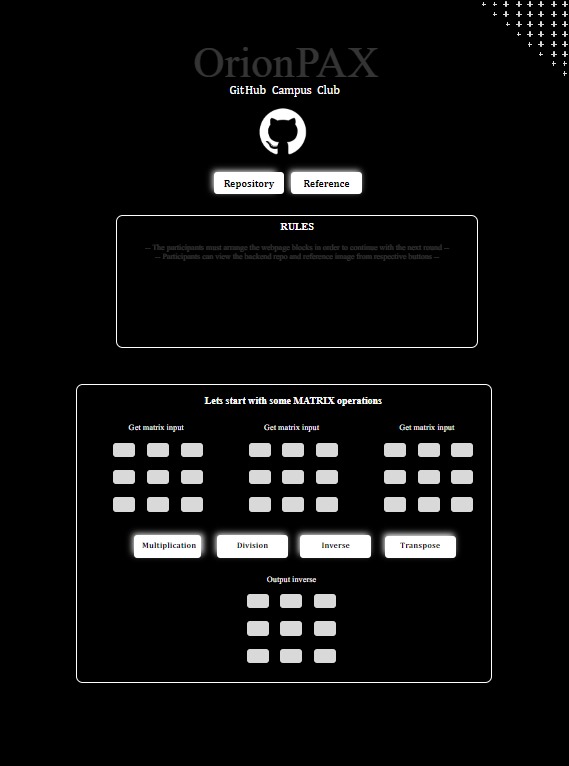 OrionPAX
GitHub Campus Club
Repository Reference
RULES
-- The participants must arrange the webpage blocks in order to continue with the next round --
-- Participants can view the backend repo and reference image from respective buttons --
Lets start with some MATRIX operations
Get matrix input Get matrix input Get matrix input
Multiplication Division Inverse Transpose
Output inverse